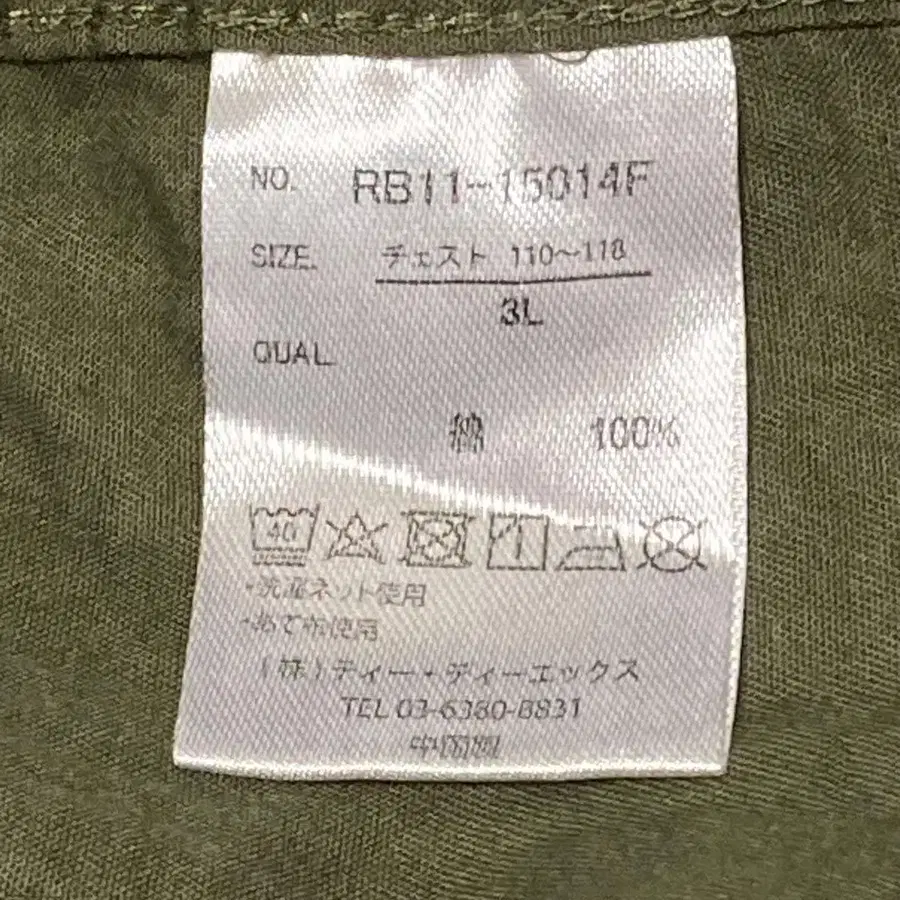 NO. RB11-15014F
SIZE. チェスト 110〜118
3L
QUAL
綿 100%
40
・洗濯ネット使用
・あて布使用
(株)ティー・ディーエックス
TEL 03-6380-8831
中国製